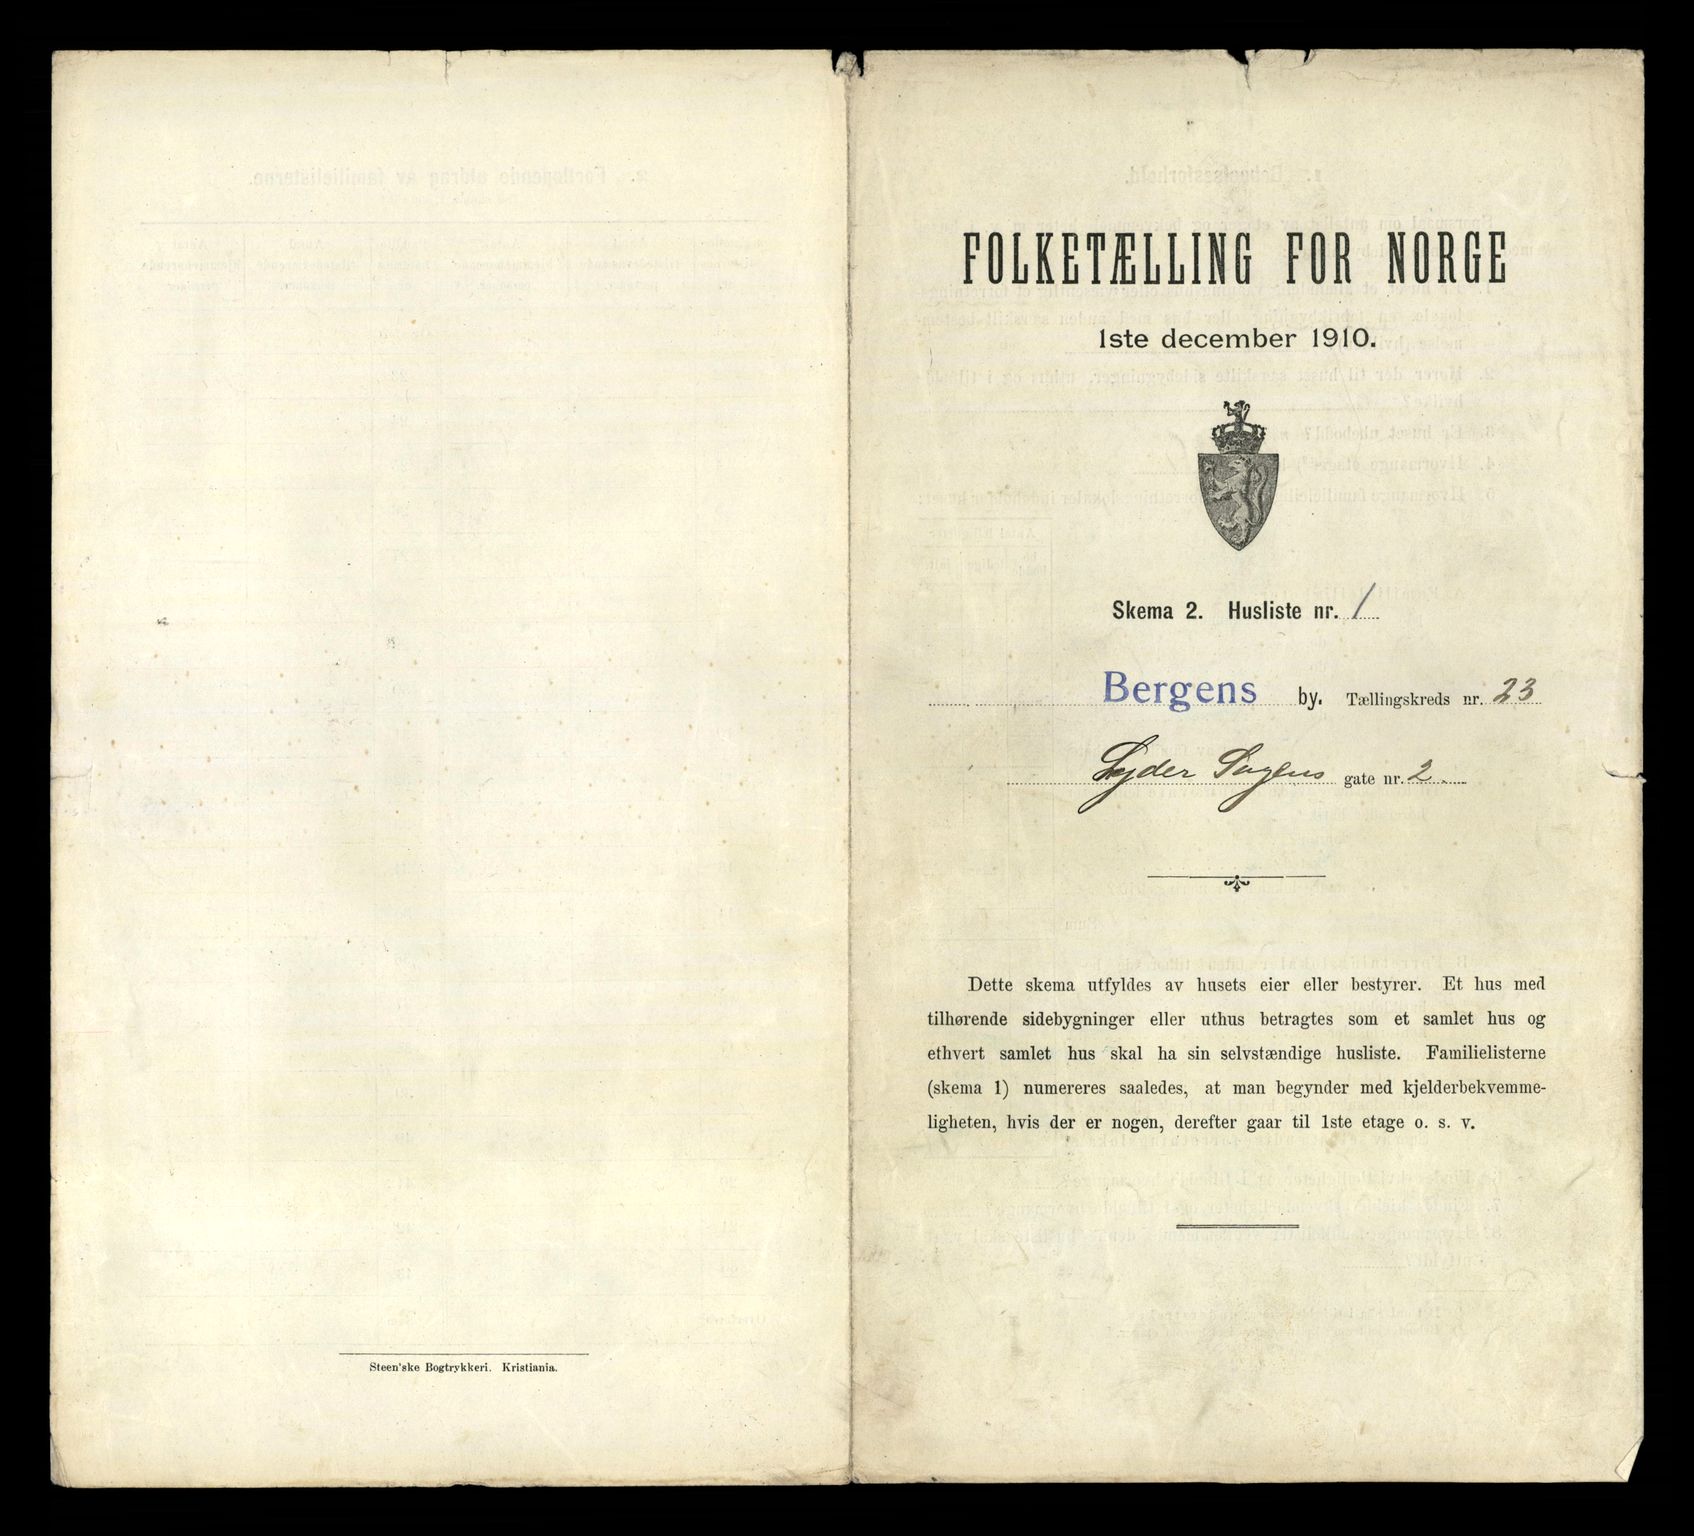 FOLKETÆLLING FOR NORGE
1ste december 1910.
Skema 2. Husliste nr. 1
Bergens by. Tællingskreds nr. 23
Lyder Sagens gate nr. 2.
Dette skema utfyldes av husets eier eller bestyrer. Et hus med
tilhørende sidebygninger eller uthus betragtes som et samlet hus og
ethvert samlet hus skal ha sin selvstændige husliste. Familielisterne
(skema 1) numereres saaledes, at man begynder med kjelderbekvemme-
ligheten, hvis der er nogen, derefter gaar til 1ste etage o. s. v.
Steen'ske Bogtrykkeri. Kristiania.